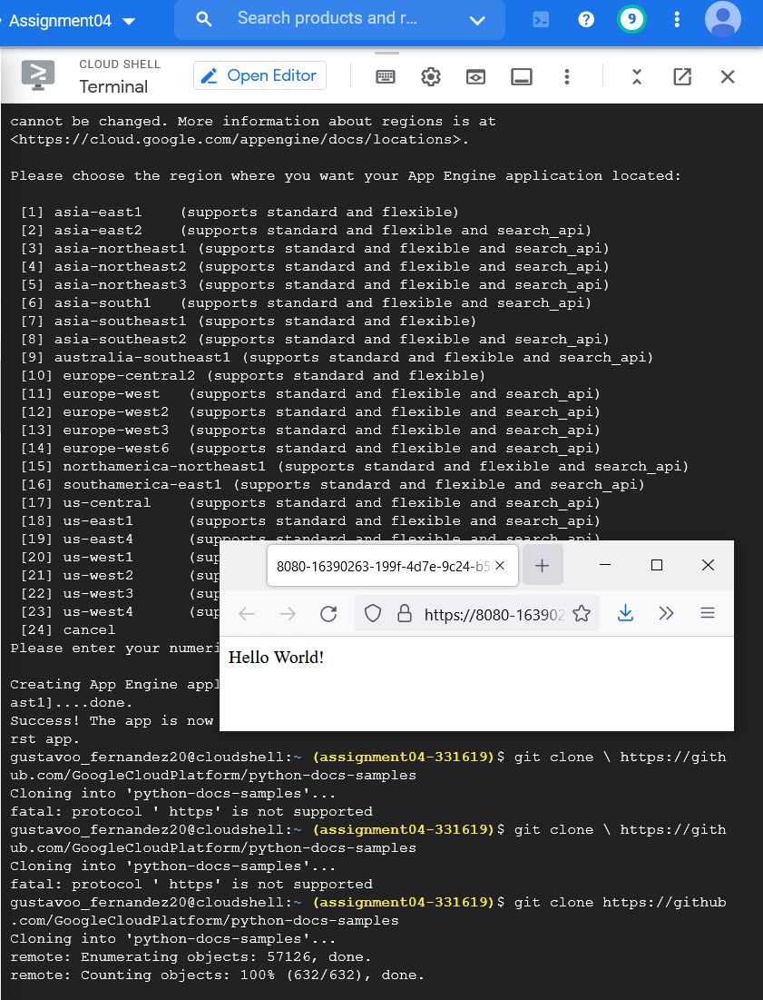 Assignment04
Search products and r...
9
CLOUD SHELL
Terminal
Open Editor
cannot be changed. More information about regions is at
<https://cloud.google.com/appengine/docs/locations>.
Please choose the region where you want your App Engine application located:
[1] asia-east1 (supports standard and flexible)
[2] asia-east2 (supports standard and flexible and search_api)
[3] asia-northeast1 (supports standard and flexible and search_api)
[4] asia-northeast2 (supports standard and flexible and search_api)
[5] asia-northeast3 (supports standard and flexible and search_api)
[6] asia-south1 (supports standard and flexible and search_api)
[7] asia-southeast1 (supports standard and flexible)
[8] asia-southeast2 (supports standard and flexible and search_api)
[9] australia-southeast1 (supports standard and flexible and search_api)
[10] europe-central2 (supports standard and flexible)
[11] europe-west (supports standard and flexible and search_api)
[12] europe-west2 (supports standard and flexible and search_api)
[13] europe-west3 (supports standard and flexible and search_api)
[14] europe-west6 (supports standard and flexible and search_api)
[15] northamerica-northeast1 (supports standard and flexible and search_api)
[16] southamerica-east1 (supports standard and flexible and search_api)
[17] us-central (supports standard and flexible and search_api)
[18] us-east1 (supports standard and flexible and search_api)
[19] us-east4 (supports standard and flexible and search_api)
[20] us-west1 (sup
[21] us-west2 (sup
[22] us-west3 (sup
[23] us-west4 (sup
[24] cancel
Please enter your numeri
Creating App Engine appl
ast1]....done.
Success! The app is now
rst app.
8080-16390263-199f-4d7e-9c24-b5
https://8080-163902
Hello World!
gustavoo_fernandez20@cloudshell:~ (assignment04-331619)$ git clone \ https://gith
ub.com/GoogleCloudPlatform/python-docs-samples
Cloning into 'python-docs-samples'...
fatal: protocol ' https' is not supported
gustavoo_fernandez20@cloudshell:~ (assignment04-331619)$ git clone \ https://gith
ub.com/GoogleCloudPlatform/python-docs-samples
Cloning into 'python-docs-samples'...
fatal: protocol ' https' is not supported
gustavoo_fernandez20@cloudshell:~ (assignment04-331619)$ git clone https://github
.com/GoogleCloudPlatform/python-docs-samples
Cloning into 'python-docs-samples'...
remote: Enumerating objects: 57126, done.
remote: Counting objects: 100% (632/632), done.